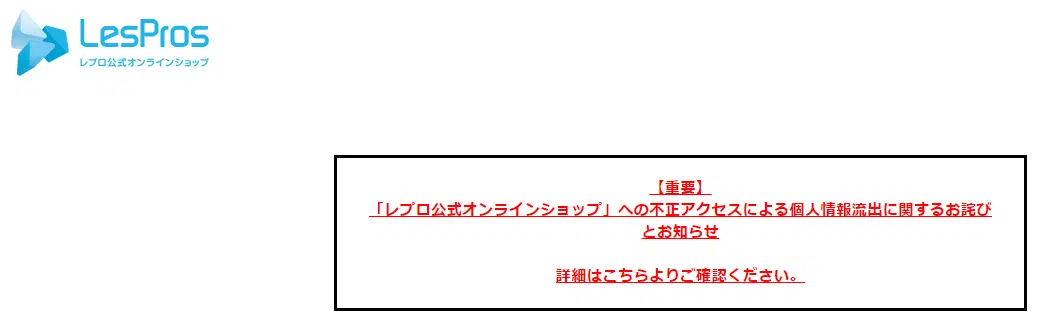 LesPros
レプロ公式オンラインショップ
【重要】
「レプロ公式オンラインショップ」への不正アクセスによる個人情報流出に関するお詫び
とお知らせ
詳細はこちらよりご確認ください。